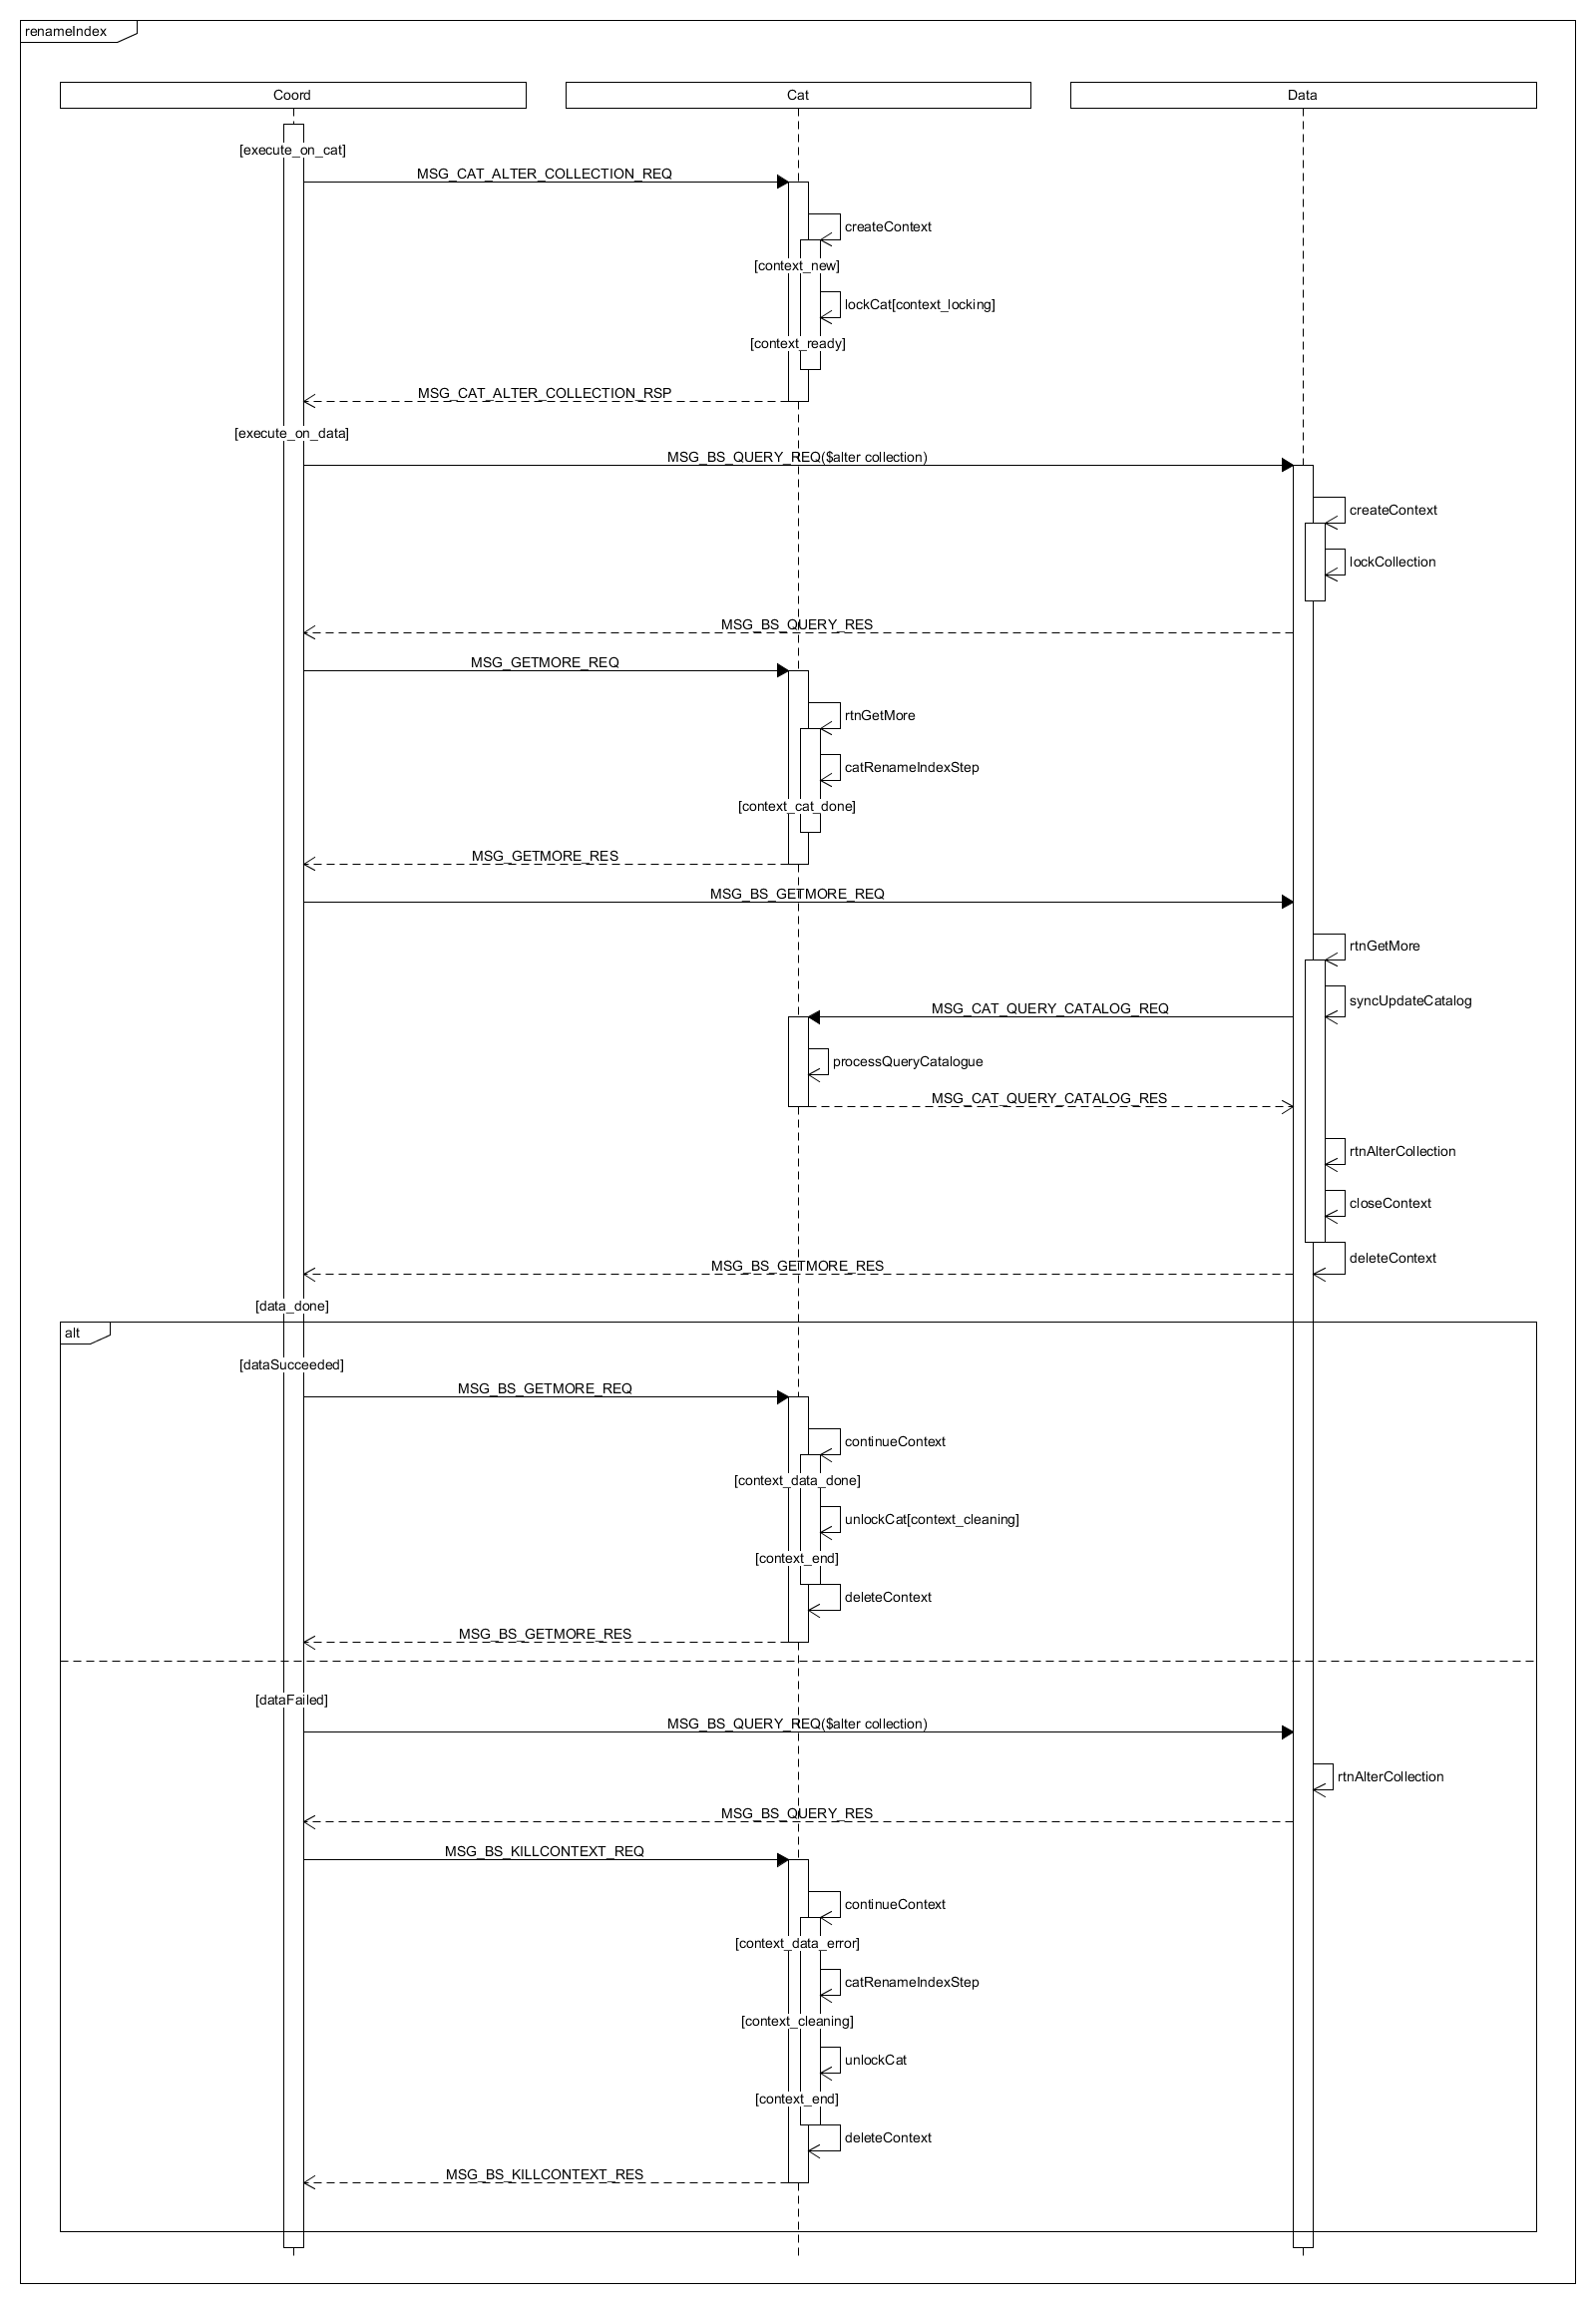 renameIndex
Coord
Cat
Data
[execute_on_cat]
MSG_CAT_ALTER_COLLECTION_REQ
createContext
[context_new]
lockCat[context_locking]
[context_ready]
MSG_CAT_ALTER_COLLECTION_RSP
[execute_on_data]
MSG_BS_QUERY_REQ($alter collection)
createContext
lockCollection
MSG_BS_QUERY_RES
MSG_GETMORE_REQ
rtnGetMore
catRenameIndexStep
[context_cat_done]
MSG_GETMORE_RES
MSG_BS_GETMORE_REQ
rtnGetMore
syncUpdateCatalog
MSG_CAT_QUERY_CATALOG_REQ
processQueryCatalogue
MSG_CAT_QUERY_CATALOG_RES
rtnAlterCollection
closeContext
deleteContext
MSG_BS_GETMORE_RES
[data_done]
alt
[dataSucceeded]
MSG_BS_GETMORE_REQ
continueContext
[context_data_done]
unlockCat[context_cleaning]
[context_end]
deleteContext
MSG_BS_GETMORE_RES
[dataFailed]
MSG_BS_QUERY_REQ($alter collection)
rtnAlterCollection
MSG_BS_QUERY_RES
MSG_BS_KILLCONTEXT_REQ
continueContext
[context_data_error]
catRenameIndexStep
[context_cleaning]
unlockCat
[context_end]
deleteContext
MSG_BS_KILLCONTEXT_RES